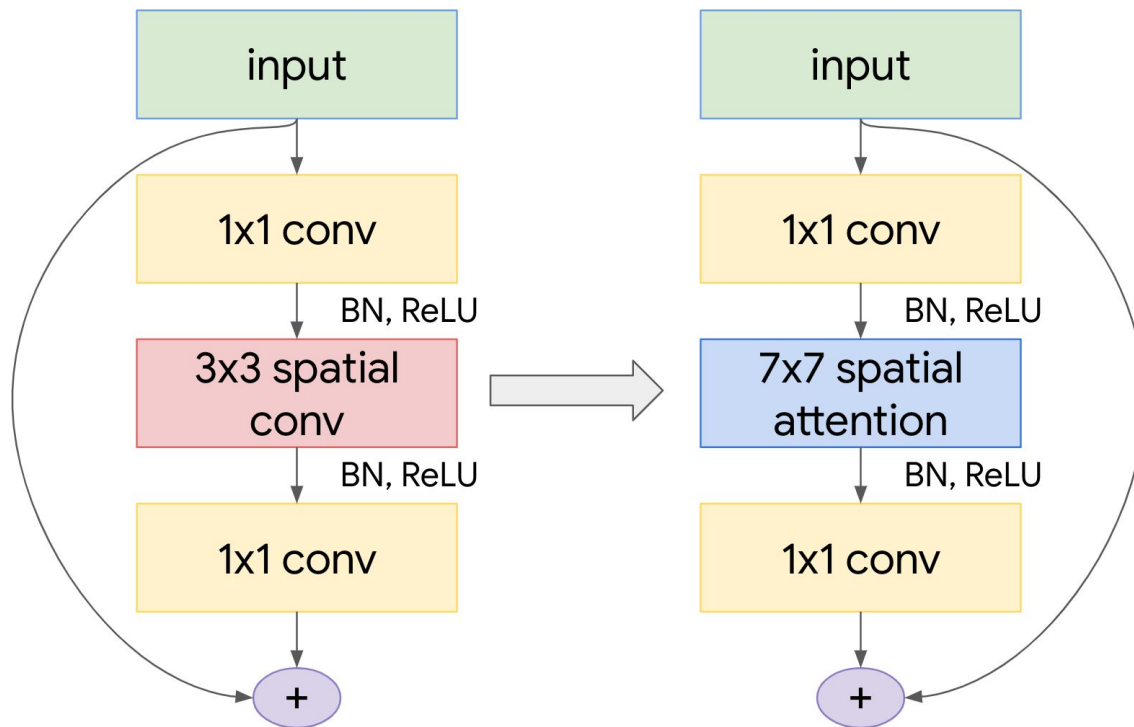 input
1x1 conv
BN, ReLU
3x3 spatial
conv
BN, ReLU
1x1 conv
+
input
1x1 conv
BN, ReLU
7x7 spatial
attention
BN, ReLU
1x1 conv
+